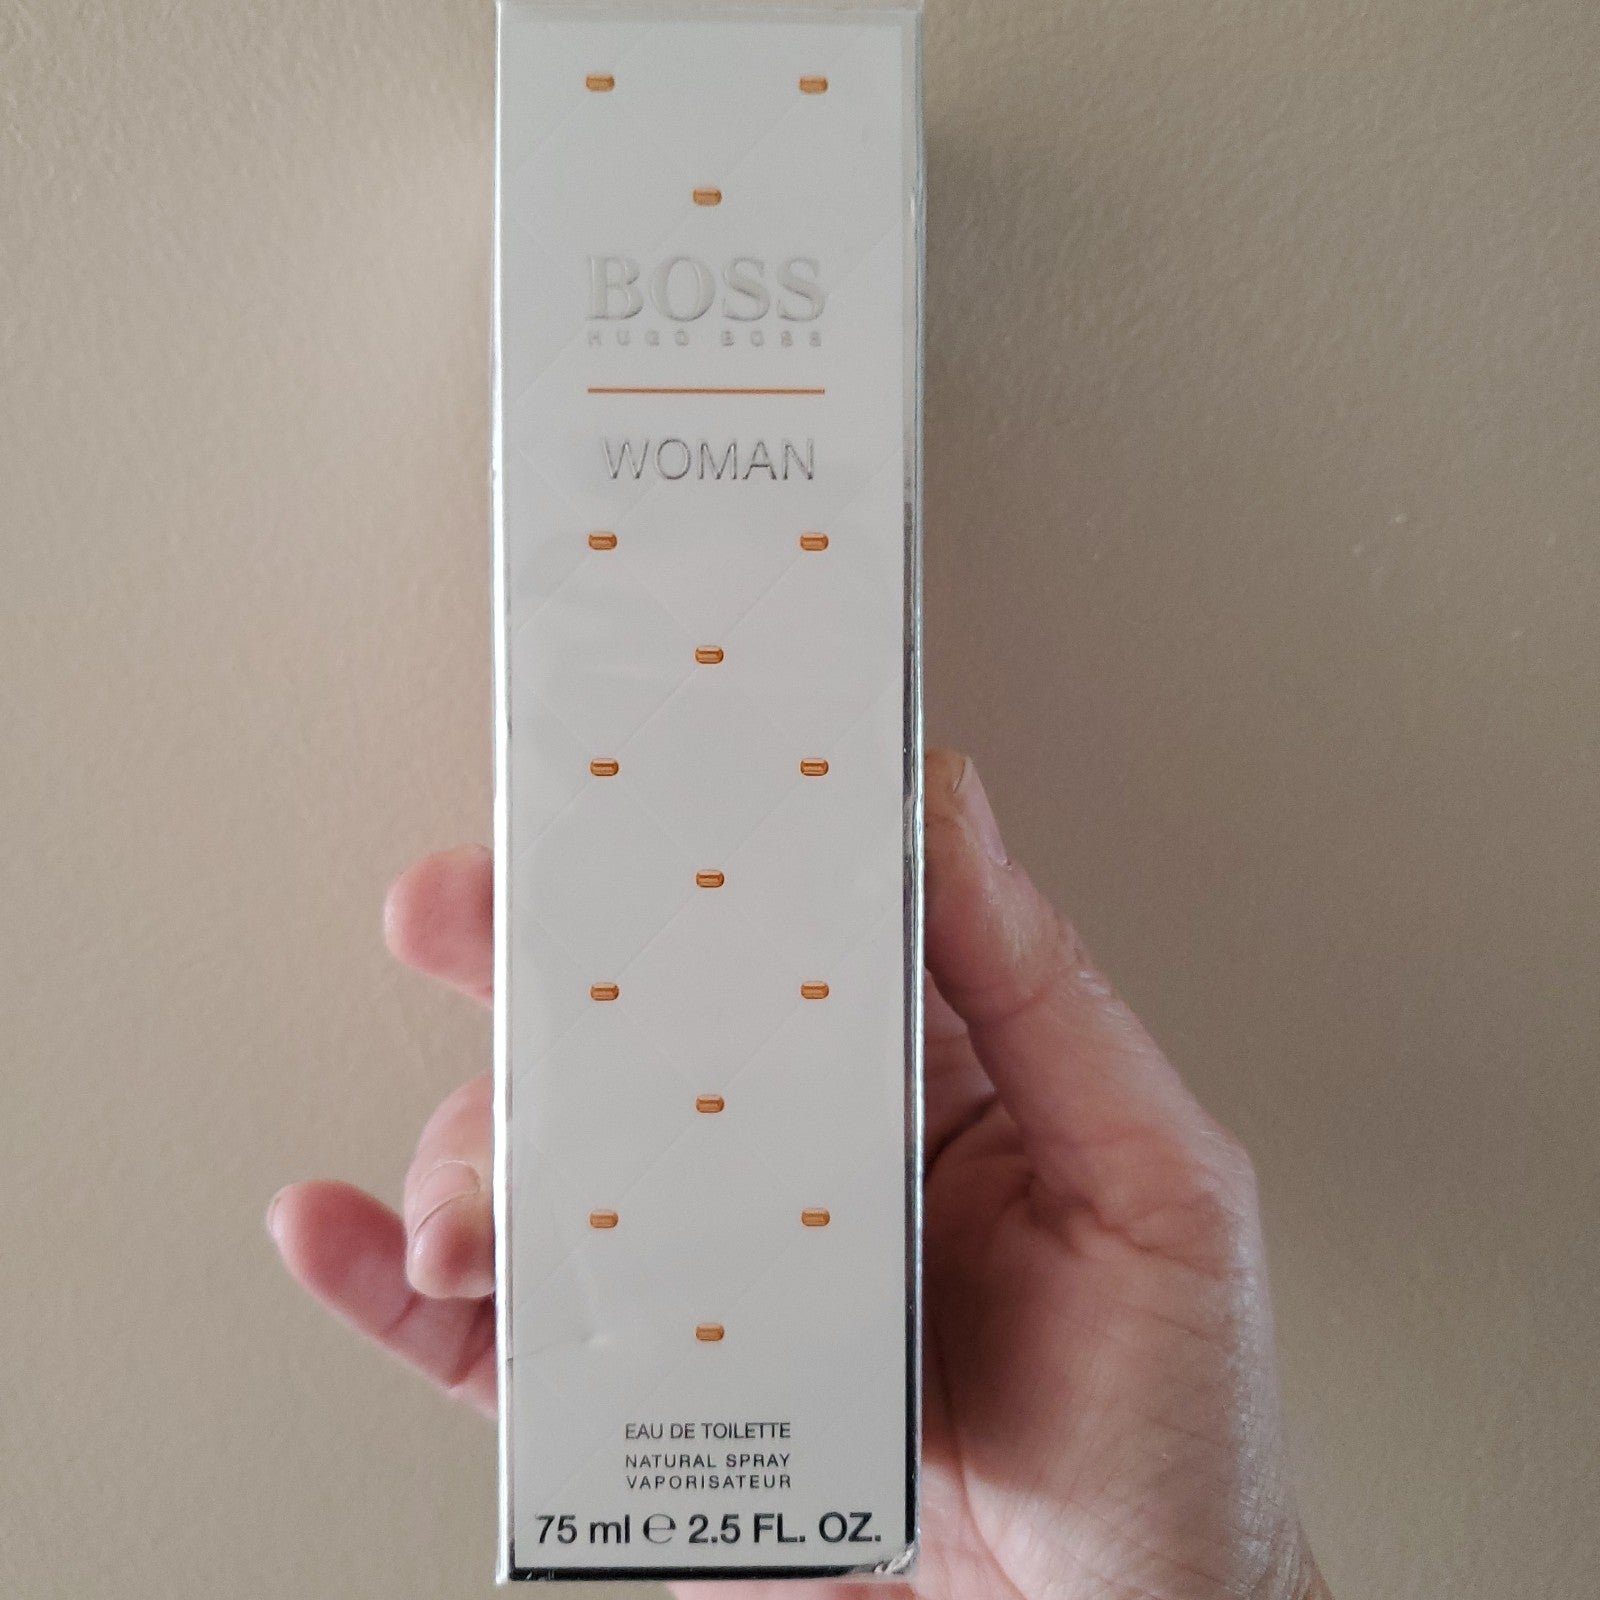 BOSS
HUGO BOSS
WOMAN
EAU DE TOILETTE
NATURAL SPRAY
VAPORISATEUR
75 ml ℮ 2.5 FL. OZ.